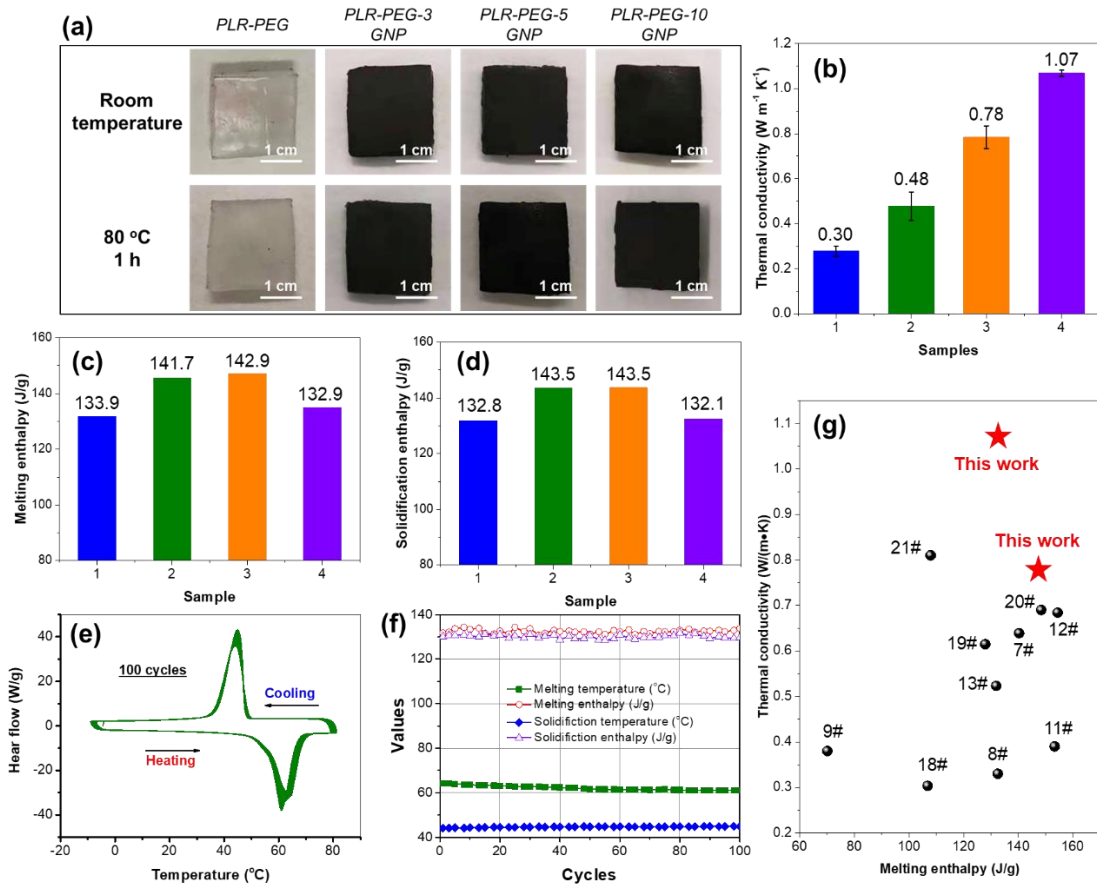 (a)
PLR-PEG
PLR-PEG-3
GNP
PLR-PEG-5
GNP
PLR-PEG-10
GNP
Room
temperature
1 cm
1 cm
1 cm
1 cm
80 °C
1 h
1 cm
1 cm
1 cm
1 cm
(b)
Thermal conductivity (W m⁻¹ K⁻¹)
1.2
1.0
0.8
0.6
0.4
0.2
0.0
0.30
0.48
0.78
1.07
1 2 3 4
Samples
(c)
Melting enthalpy (J/g)
160
140
120
100
80
133.9
141.7
142.9
132.9
1 2 3 4
Sample
(d)
Solidification enthalpy (J/g)
160
140
120
100
80
132.8
143.5
143.5
132.1
1 2 3 4
Sample
(e)
Hear flow (W/g)
40
20
0
-20
-40
100 cycles
Cooling
Heating
-20 0 20 40 60 80 100
Temperature (°C)
(f)
Values
140
120
100
80
60
40
Melting temperature (°C)
Melting enthalpy (J/g)
Solidifiction temperature (°C)
Solidifiction enthalpy (J/g)
0 20 40 60 80 100
Cycles
(g)
Thermal conductivity (W/(m•K))
1.1
1.0
0.9
0.8
0.7
0.6
0.5
0.4
0.3
0.2
This work
This work
21#
20#
12#
19#
7#
13#
9#
18#
8#
11#
80 100 120 140 160
Melting enthalpy (J/g)